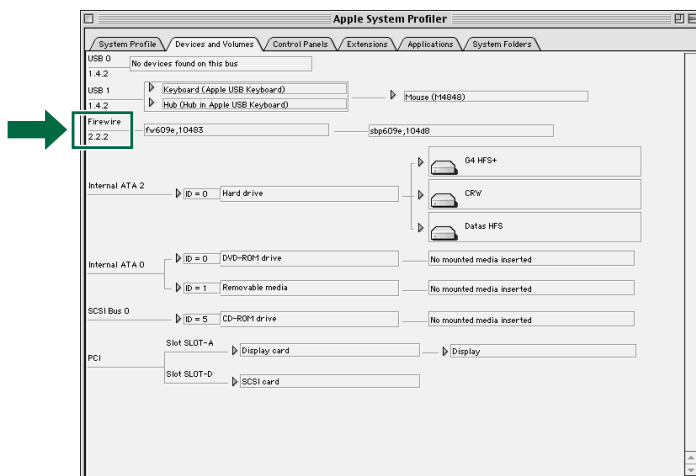 Apple System Profiler
System Profile
Devices and Volumes
Control Panels
Extensions
Applications
System Folders
USB 0
1.4.2
No devices found on this bus
USB 1
1.4.2
Keyboard (Apple USB Keyboard)
Hub (Hub in Apple USB Keyboard)
Mouse (M4848)
Firewire
2.2.2
fw609e,10483
sbp609e,104d8
Internal ATA 2
ID = 0
Hard drive
G4 HFS+
CRW
Datas HFS
Internal ATA 0
ID = 0
DVD-ROM drive
No mounted media inserted
ID = 1
Removable media
No mounted media inserted
SCSI Bus 0
ID = 5
CD-ROM drive
No mounted media inserted
PCI
Slot SLOT-A
Display card
Display
Slot SLOT-D
SCSI card